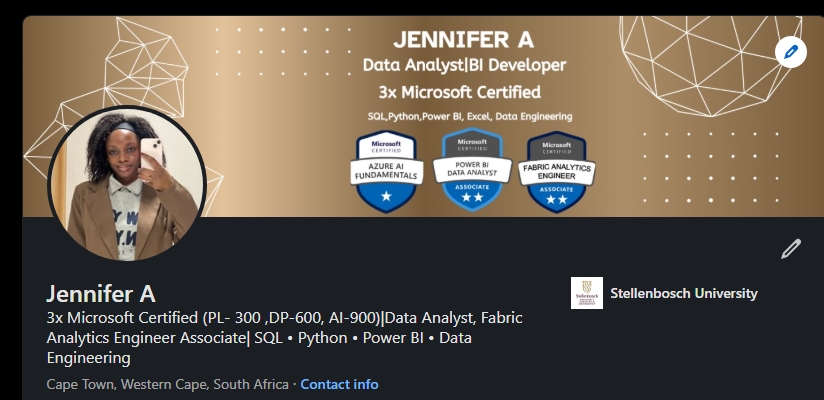 JENNIFER A
Data Analyst|BI Developer
3x Microsoft Certified
SQL,Python,Power BI, Excel, Data Engineering
Microsoft
CERTIFIED
AZURE AI
FUNDAMENTALS
Microsoft
CERTIFIED
POWER BI
DATA ANALYST
ASSOCIATE
Microsoft
CERTIFIED
FABRIC ANALYTICS
ENGINEER
ASSOCIATE
Jennifer A
3x Microsoft Certified (PL- 300 ,DP-600, AI-900)|Data Analyst, Fabric
Analytics Engineer Associate| SQL • Python • Power BI • Data
Engineering
Cape Town, Western Cape, South Africa · Contact info
Stellenbosch
Stellenbosch University